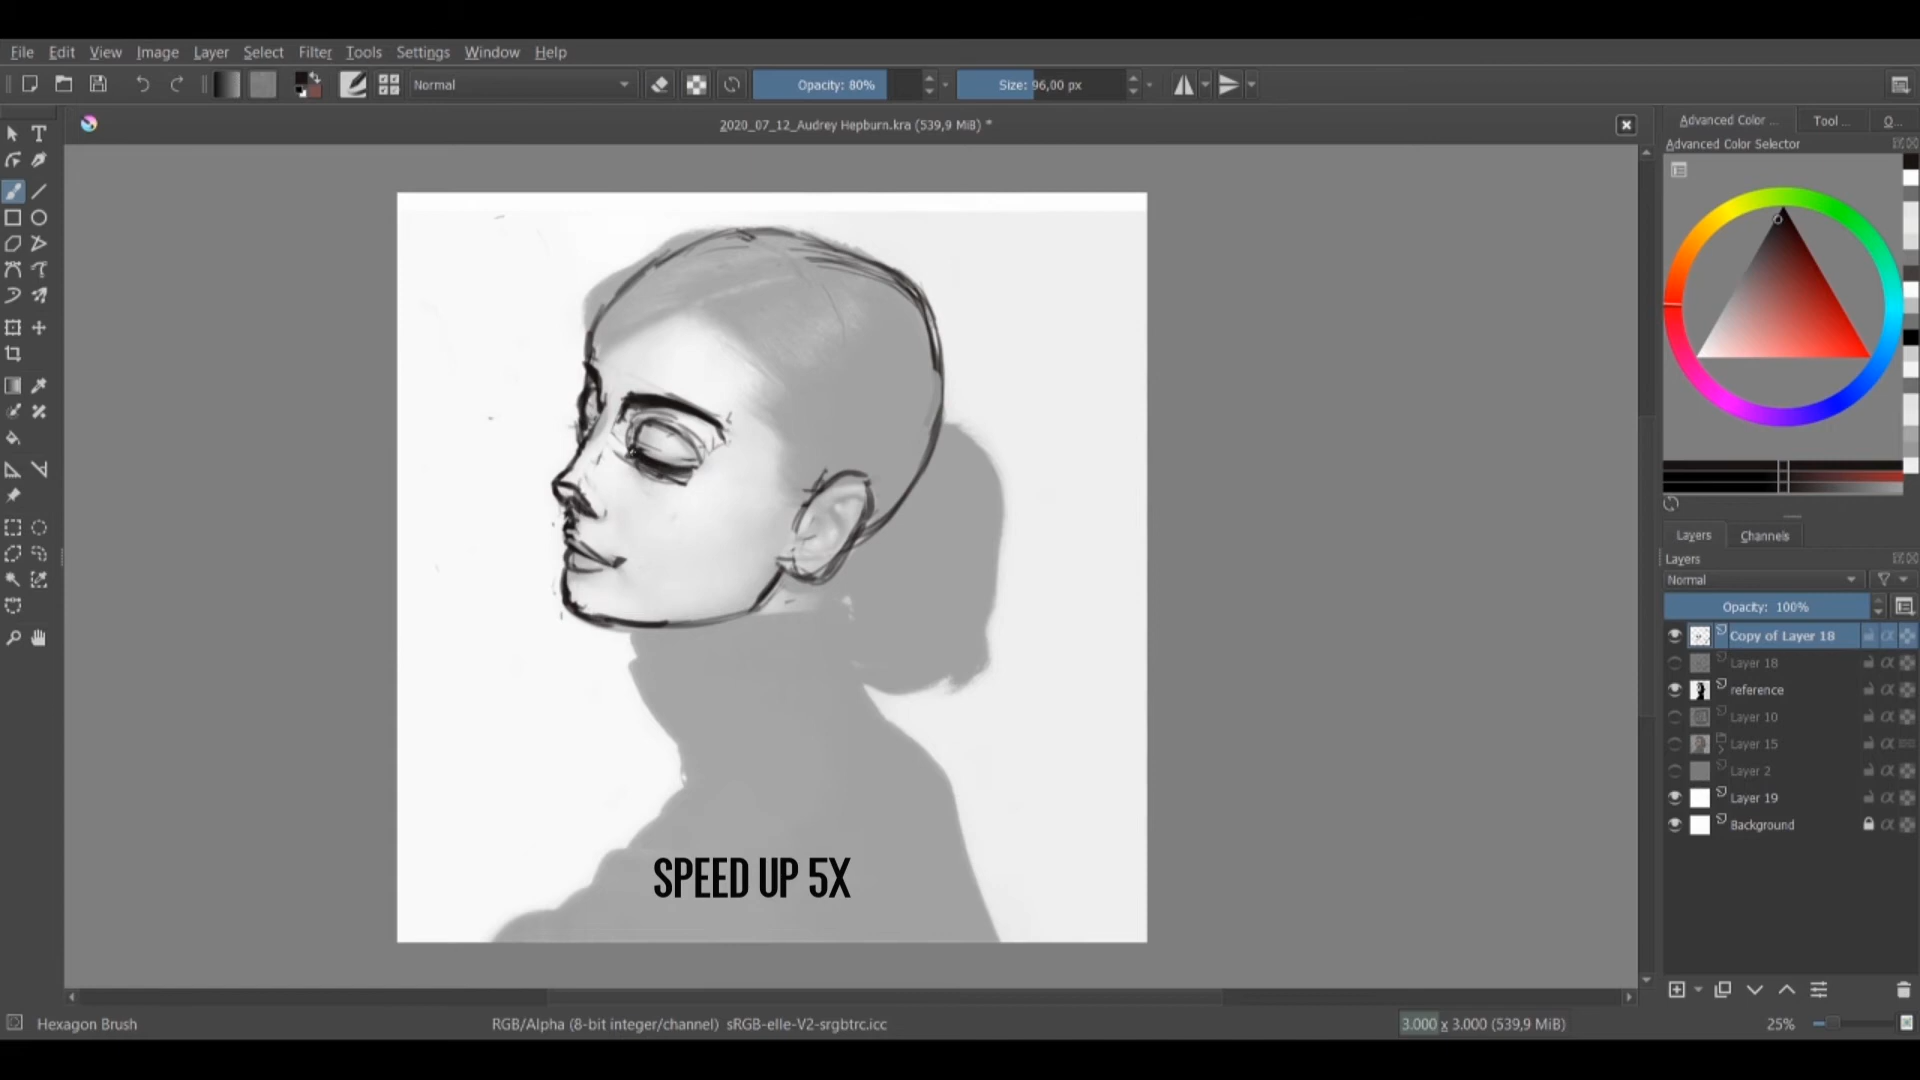 File Edit View Image Layer Select Filter Tools Settings Window Help
Normal Opacity: 80% Size: 96,00 px
2020_07_12_Audrey Hepburn.kra (539,9 MiB) *
Advanced Color ... Tool ... O...
Advanced Color Selector
Layers Channels
Layers
Normal
Opacity: 100%
Copy of Layer 18
Layer 18
reference
Layer 10
Layer 15
Layer 2
Layer 19
Background
SPEED UP 5X
Hexagon Brush RGB/Alpha (8-bit integer/channel) sRGB-elle-V2-srgbtrc.icc 3.000 x 3.000 (539,9 MiB) 25%